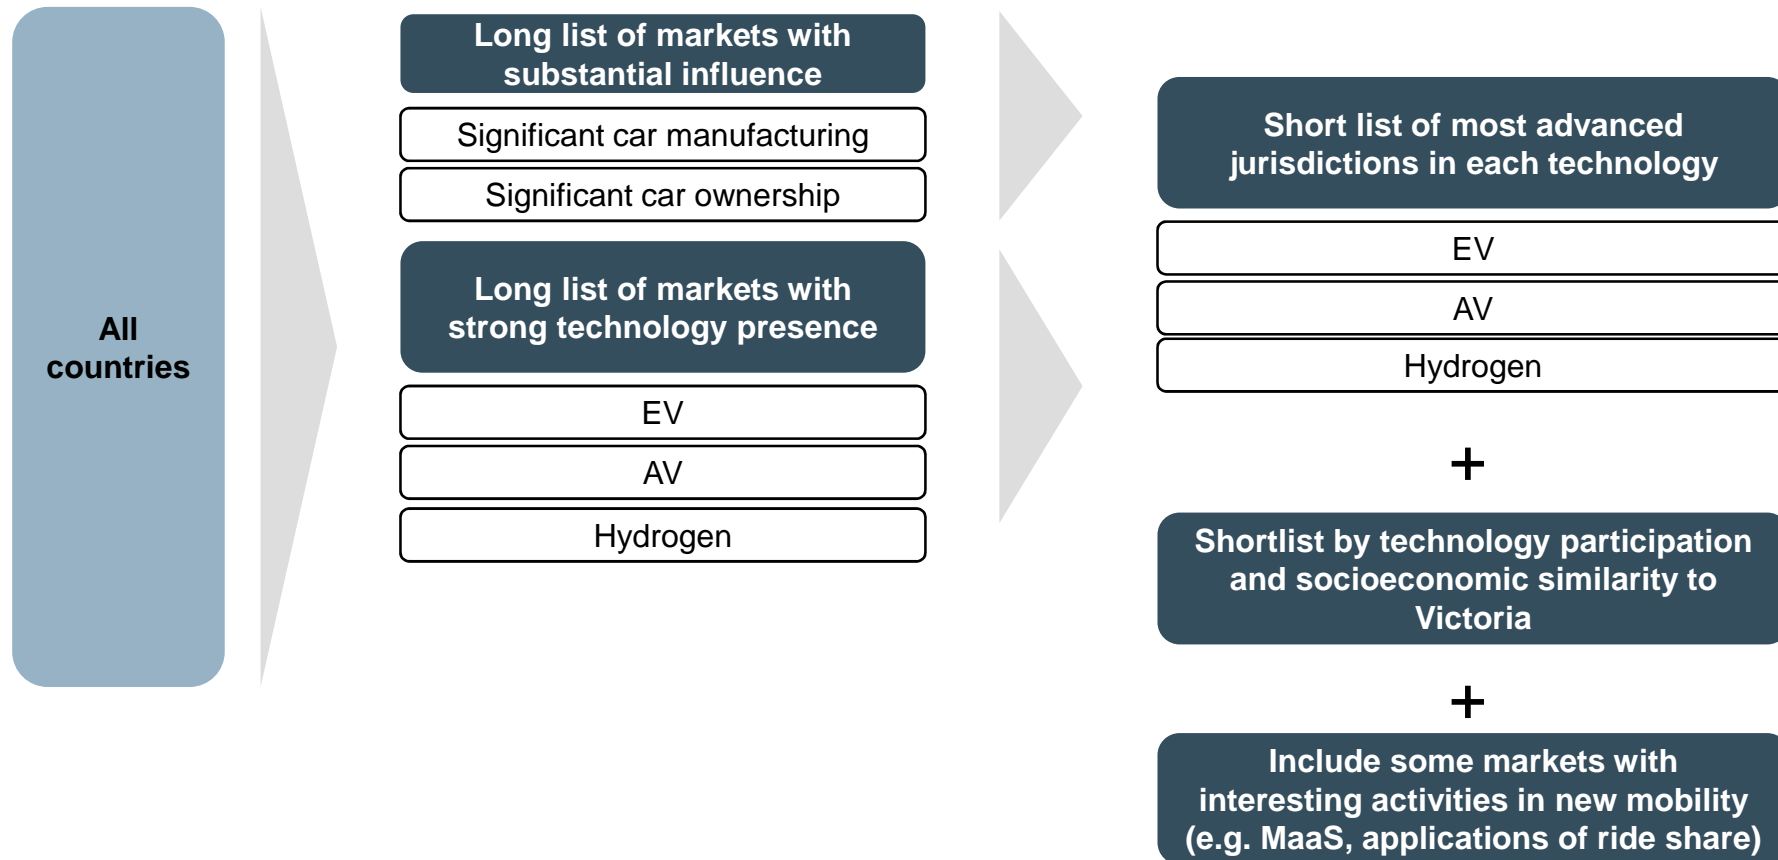 All
countries
Long list of markets with
substantial influence
Significant car manufacturing
Significant car ownership
Long list of markets with
strong technology presence
EV
AV
Hydrogen
Short list of most advanced
jurisdictions in each technology
EV
AV
Hydrogen
+
Shortlist by technology participation
and socioeconomic similarity to
Victoria
+
Include some markets with
interesting activities in new mobility
(e.g. MaaS, applications of ride share)